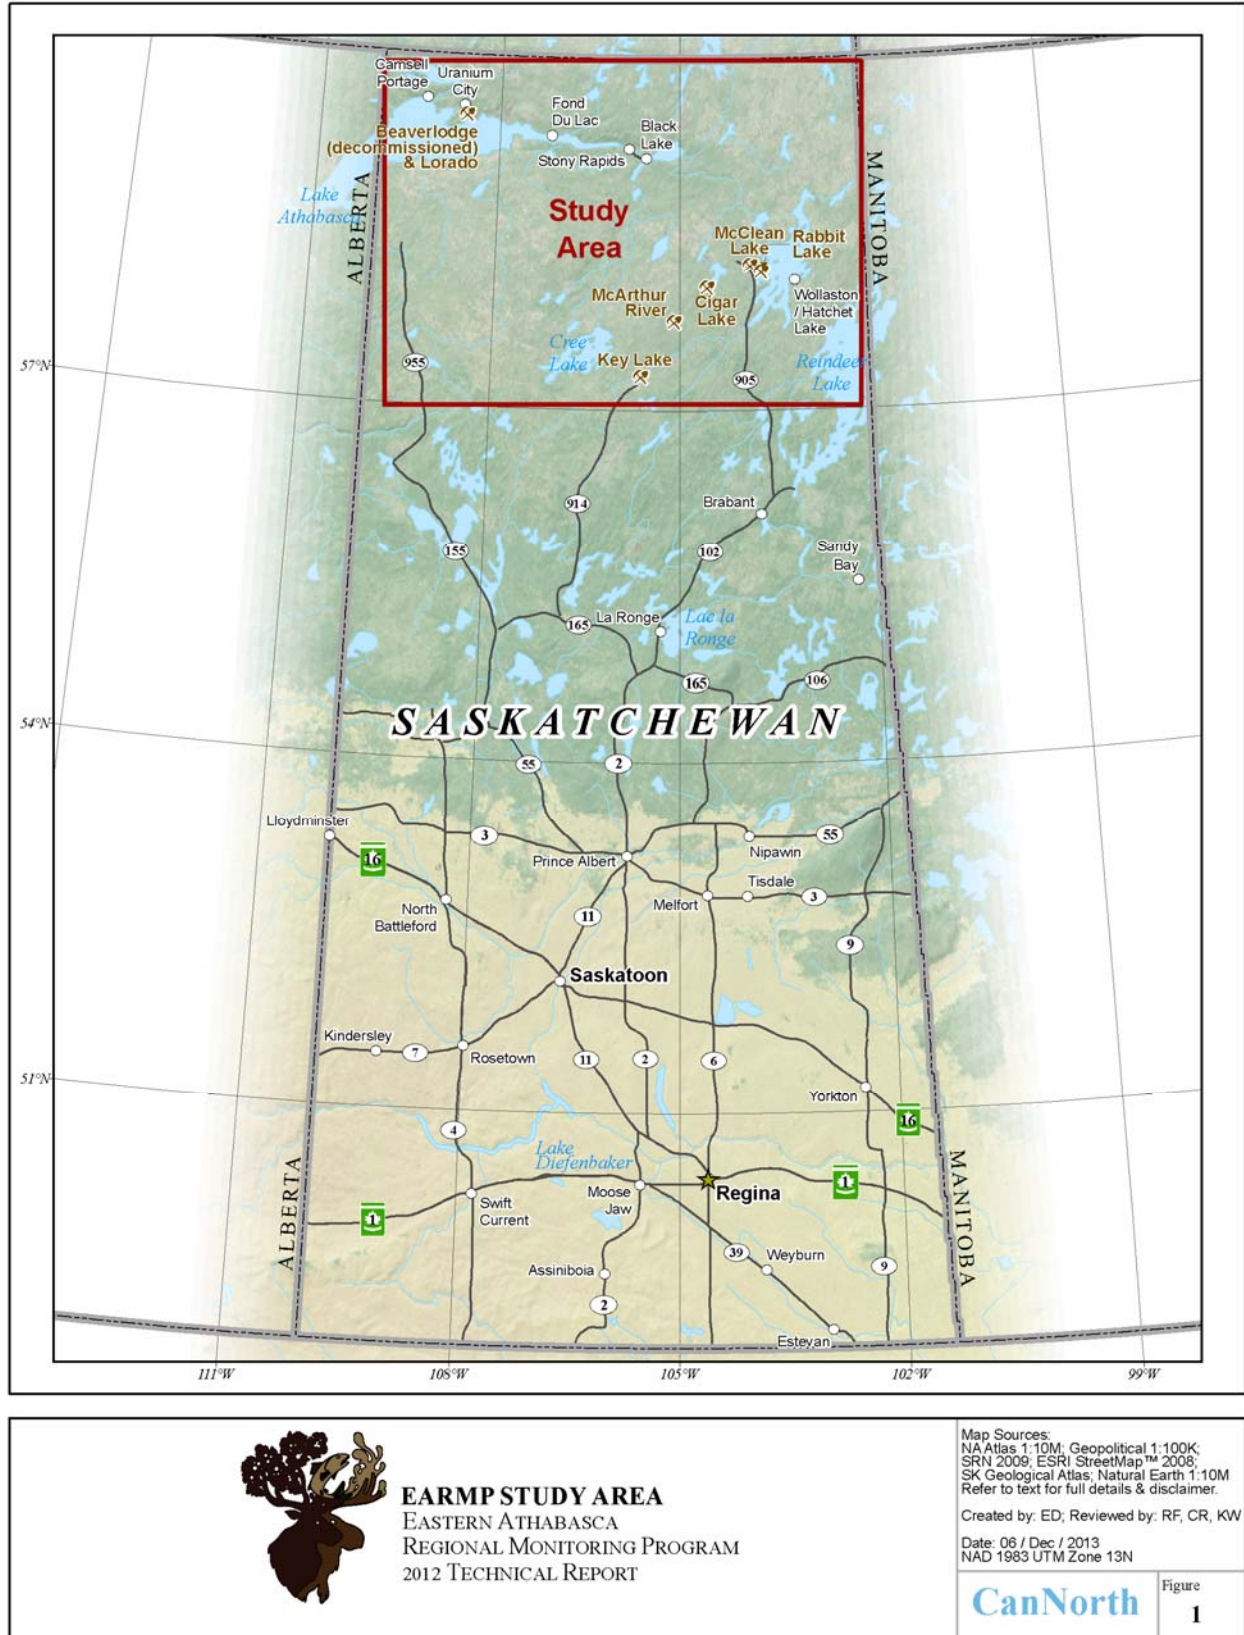 Camsell
Portage
Uranium
City
Beaverlodge
(decommissioned)
& Lorado
Fond
Du Lac
Black
Lake
Stony Rapids
Lake
Athabasca
ALBERTA
MANITOBA
Study
Area
McClean
Lake
Rabbit
Lake
Wollaston
/ Hatchet
Lake
Cigar
Lake
McArthur
River
Cree
Lake
Key Lake
Reindeer
Lake
57°N
955
905
914
Brabant
155
102
Sandy
Bay
165
La Ronge
Lac la
Ronge
165
106
SASKATCHEWAN
54°N
55
2
Lloydminster
16
3
Prince Albert
Nipawin
55
Tisdale
Melfort
3
North
Battleford
11
9
Saskatoon
Kindersley
7
Rosetown
11
2
6
51°N
Yorkton
16
4
Lake
Diefenbaker
ALBERTA
MANITOBA
1
Swift
Current
Moose
Jaw
Regina
1
39
Weyburn
9
Assiniboia
2
Estevan
111°W
108°W
105°W
102°W
99°W
EARMP STUDY AREA
EASTERN ATHABASCA
REGIONAL MONITORING PROGRAM
2012 TECHNICAL REPORT
Map Sources:
NA Atlas 1:10M; Geopolitical 1:100K;
SRN 2009; ESRI StreetMap™ 2008;
SK Geological Atlas; Natural Earth 1:10M
Refer to text for full details & disclaimer.
Created by: ED; Reviewed by: RF, CR, KW
Date: 06 / Dec / 2013
NAD 1983 UTM Zone 13N
CanNorth
Figure
1